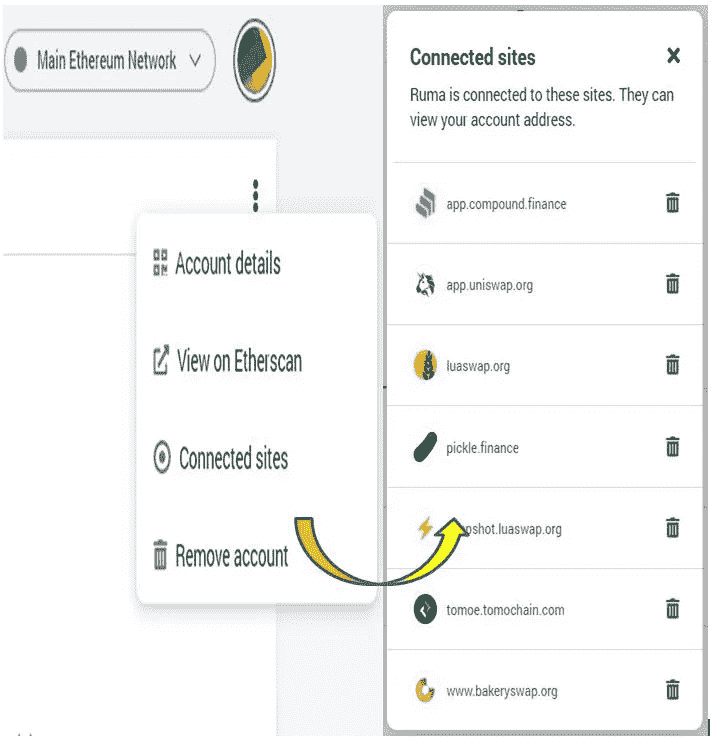 Main Ethereum Network
Account details
View on Etherscan
Connected sites
Remove account
Connected sites
Ruma is connected to these sites. They can
view your account address.
app.compound.finance
app.uniswap.org
luaswap.org
pickle.finance
pshot.luaswap.org
tomoe.tomochain.com
www.bakeryswap.org